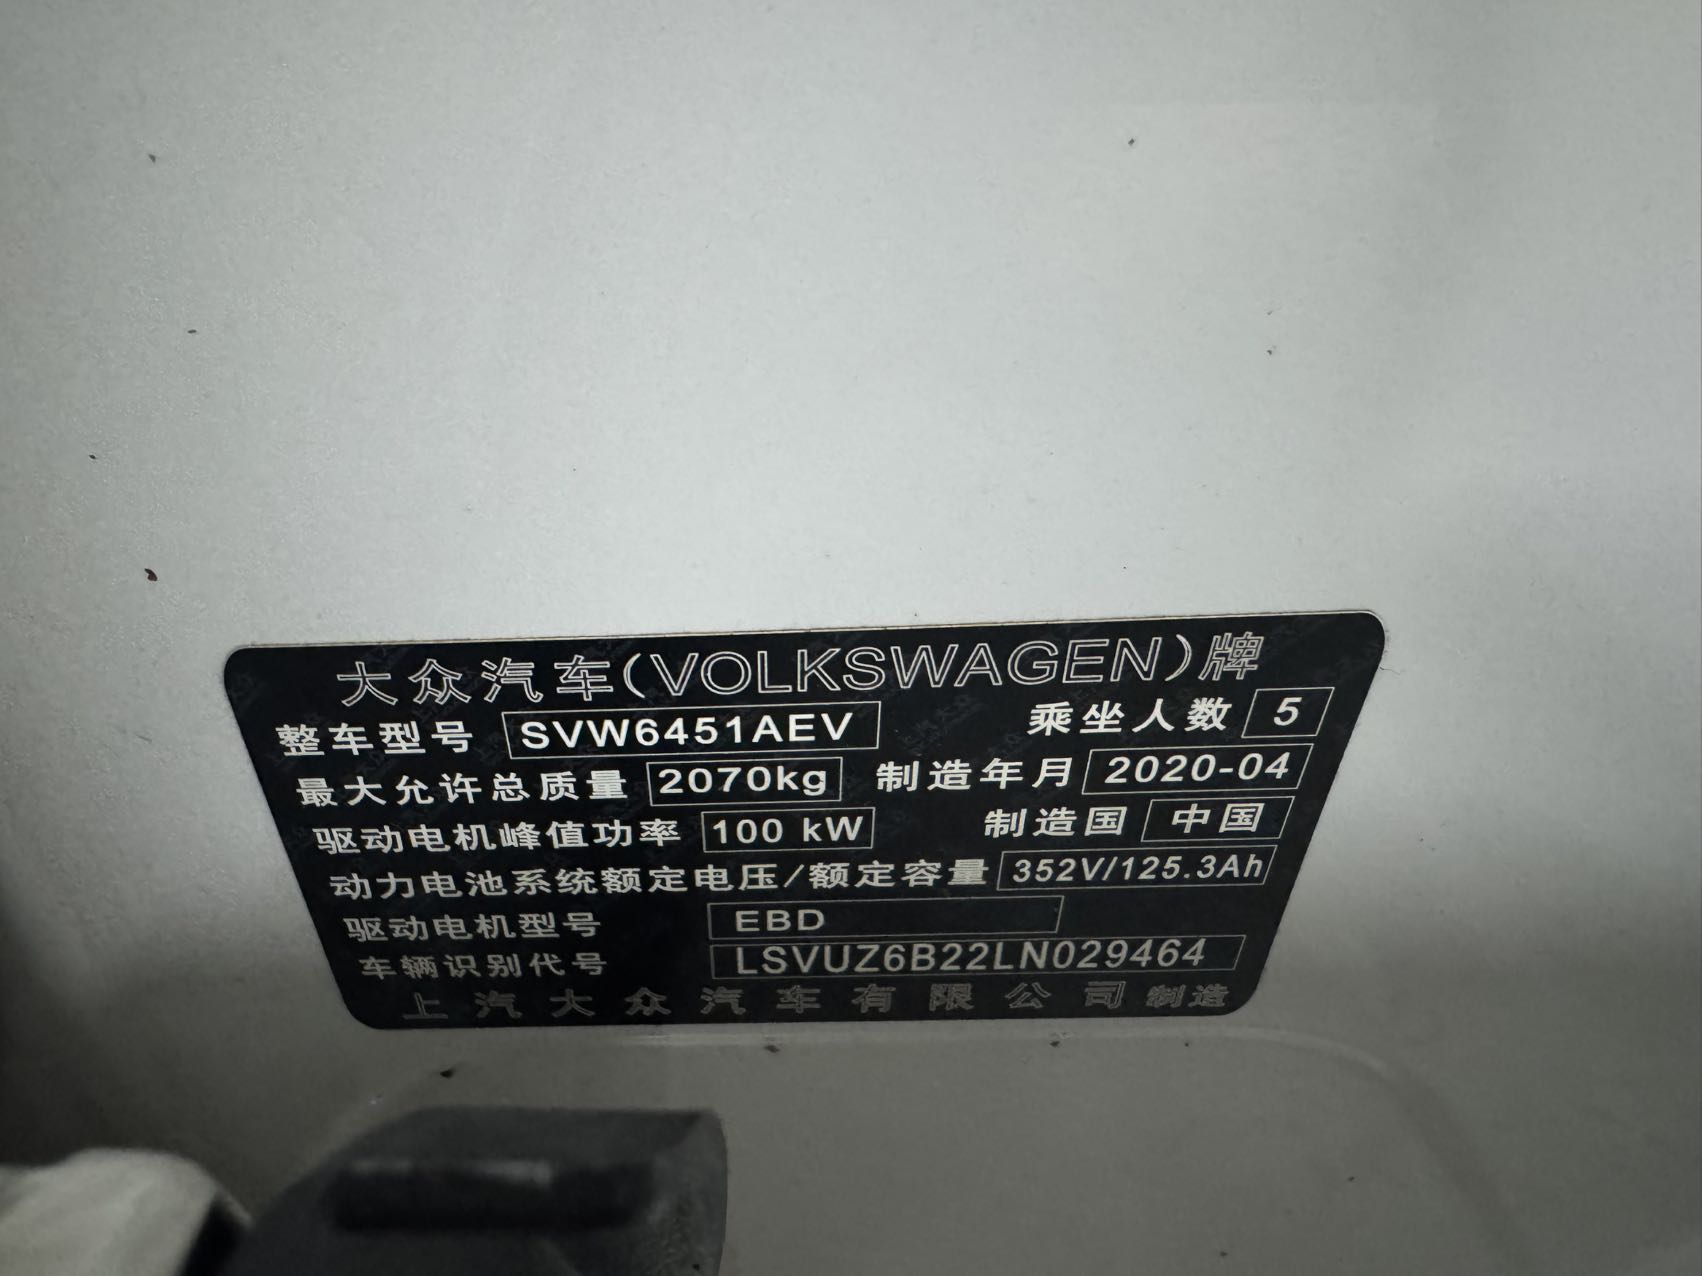 大众汽车(VOLKSWAGEN)牌
整车型号 SVW6451AEV 乘坐人数 5
最大允许总质量 2070kg 制造年月 2020-04
驱动电机峰值功率 100 kW 制造国 中国
动力电池系统额定电压/额定容量 352V/125.3Ah
驱动电机型号 EBD
车辆识别代号 LSVUZ6B22LN029464
上汽大众汽车有限公司制造